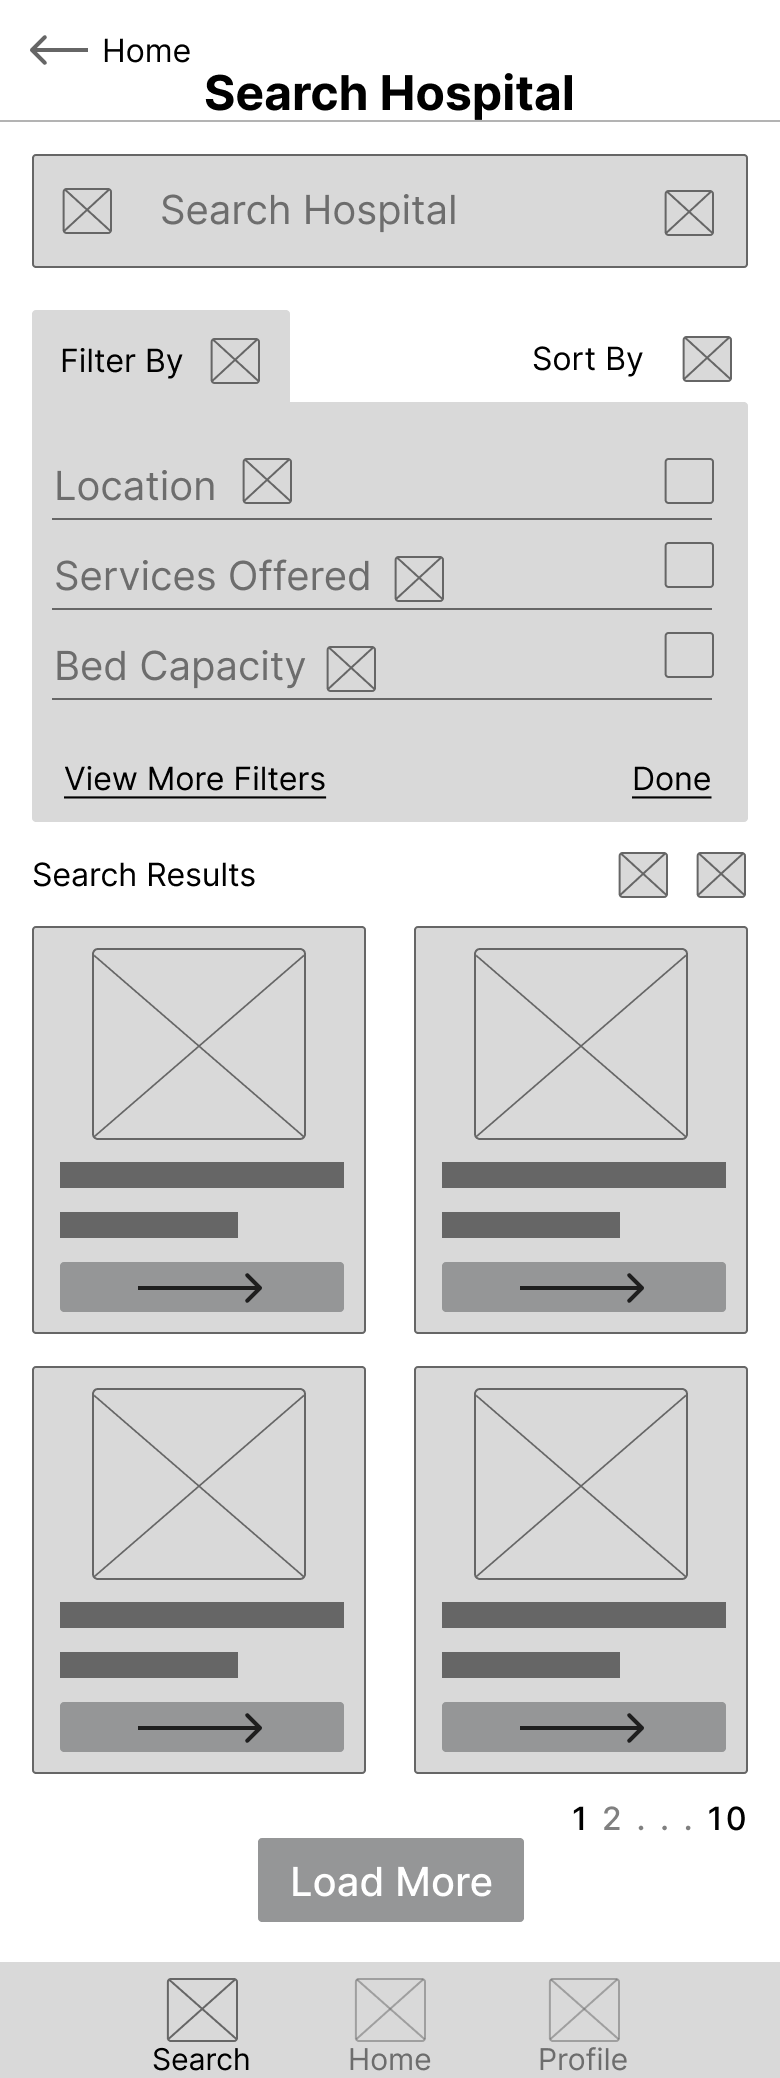 Home
Search Hospital
Search Hospital
Filter By
Sort By
Location
Services Offered
Bed Capacity
View More Filters
Done
Search Results
1 2 . . . 10
Load More
Search
Home
Profile